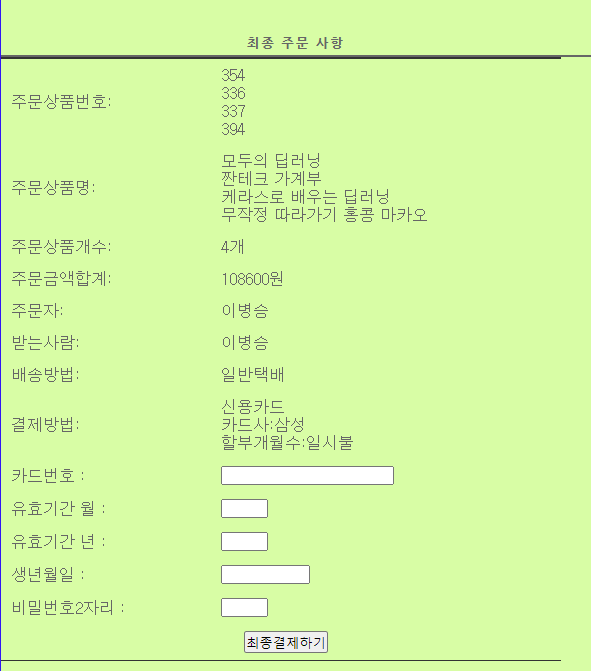 최종 주문 사항
주문상품번호:
354
336
337
394
주문상품명:
모두의 딥러닝
짠테크 가계부
케라스로 배우는 딥러닝
무작정 따라가기 홍콩 마카오
주문상품개수: 4개
주문금액합계: 108600원
주문자: 이병승
받는사람: 이병승
배송방법: 일반택배
결제방법:
신용카드
카드사:삼성
할부개월수:일시불
카드번호 :
유효기간 월 :
유효기간 년 :
생년월일 :
비밀번호2자리 :
최종결제하기